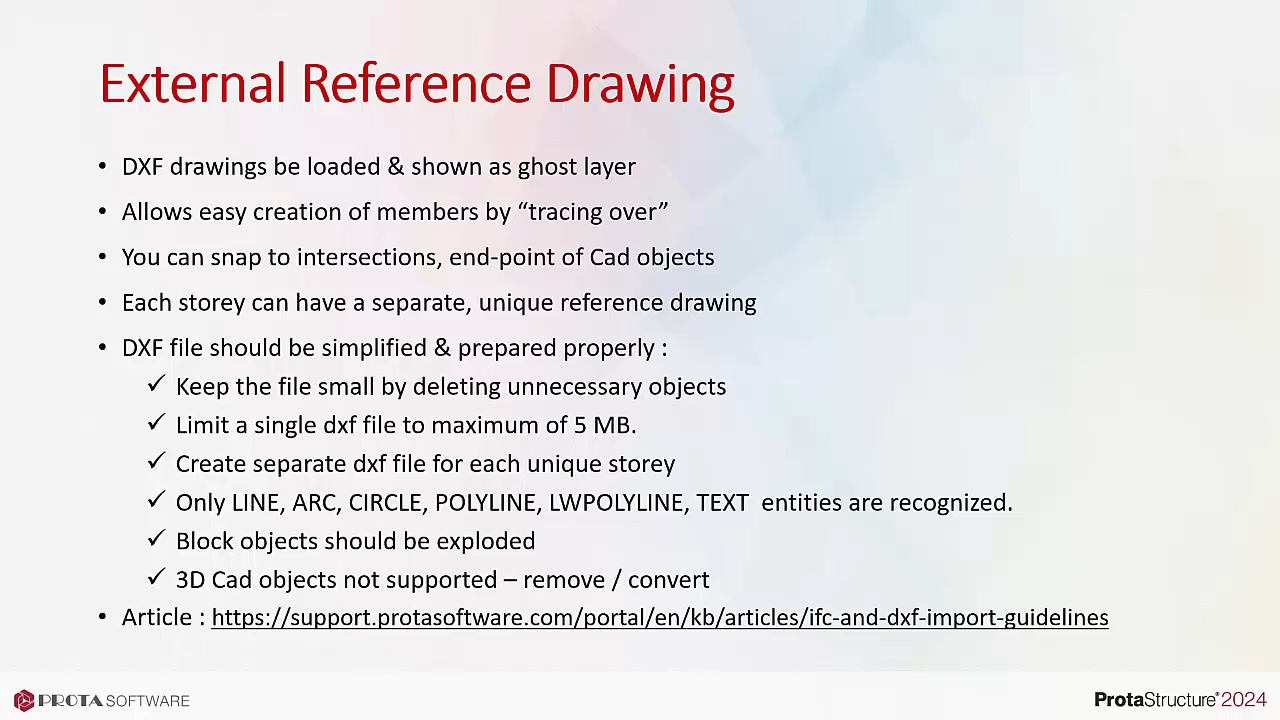 External Reference Drawing
• DXF drawings be loaded & shown as ghost layer
• Allows easy creation of members by “tracing over”
• You can snap to intersections, end-point of Cad objects
• Each storey can have a separate, unique reference drawing
• DXF file should be simplified & prepared properly :
✓ Keep the file small by deleting unnecessary objects
✓ Limit a single dxf file to maximum of 5 MB.
✓ Create separate dxf file for each unique storey
✓ Only LINE, ARC, CIRCLE, POLYLINE, LWPOLYLINE, TEXT  entities are recognized.
✓ Block objects should be exploded
✓ 3D Cad objects not supported – remove / convert
• Article : https://support.protasoftware.com/portal/en/kb/articles/ifc-and-dxf-import-guidelines
PROTA SOFTWARE
ProtaStructure® 2024